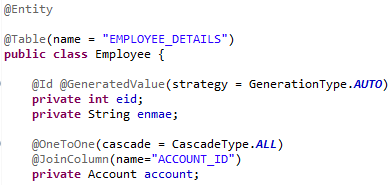 @Entity
@Table(name = "EMPLOYEE_DETAILS")
public class Employee {
@Id @GeneratedValue(strategy = GenerationType.AUTO)
private int eid;
private String enmae;
@OneToOne(cascade = CascadeType.ALL)
@JoinColumn(name="ACCOUNT_ID")
private Account account;